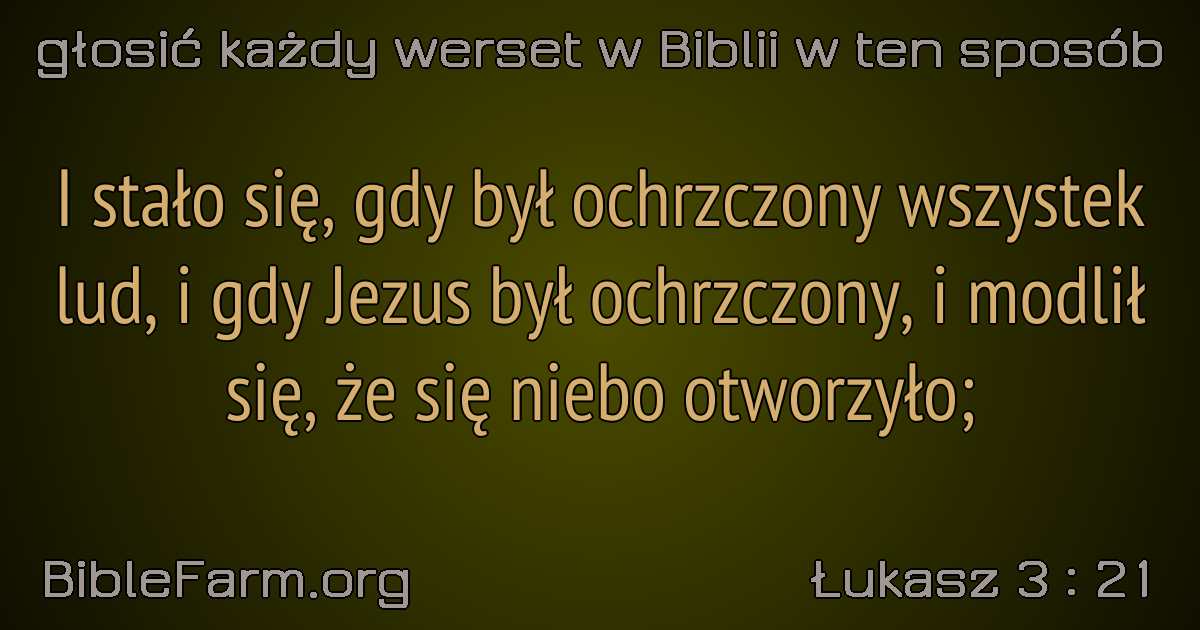 głosić każdy werset w Biblii w ten sposób
I stało się, gdy był ochrzczony wszystek
lud, i gdy Jezus był ochrzczony, i modlił
się, że się niebo otworzyło;
BibleFarm.org
Łukasz 3 : 21